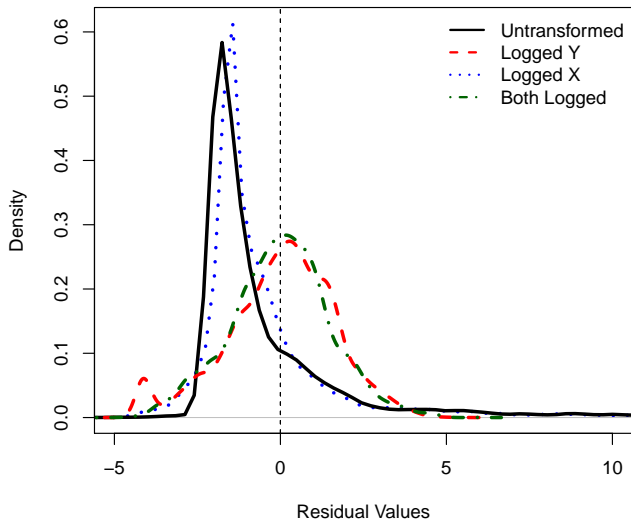 Untransformed
Logged Y
Logged X
Both Logged
Density
0.6
0.5
0.4
0.3
0.2
0.1
0.0
−5
0
5
10
Residual Values